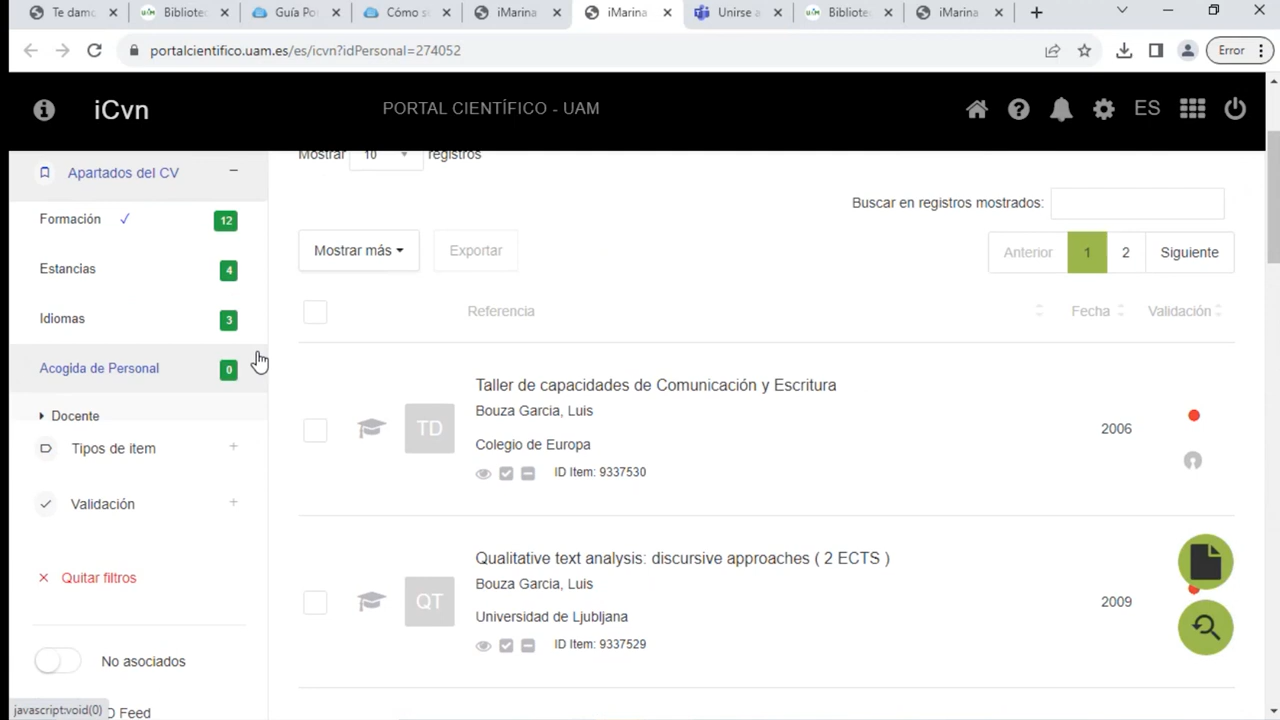 Te damo
Bibliote
Guía Po
Cómo s
iMarina
iMarina
Unirse a
Bibliote
iMarina
portalcientifico.uam.es/es/icvn?idPersonal=274052
Error
iCvn
PORTAL CIENTÍFICO - UAM
ES
Apartados del CV
Mostrar 10 registros
Formación 12
Buscar en registros mostrados:
Mostrar más
Exportar
Anterior 1 2 Siguiente
Estancias 4
Idiomas 3
Referencia Fecha Validación
Acogida de Personal 0
Docente
Tipos de item
Validación
Quitar filtros
No asociados
D Feed
javascript:void(0)
TD
Taller de capacidades de Comunicación y Escritura
Bouza Garcia, Luis
Colegio de Europa
ID Item: 9337530
2006
QT
Qualitative text analysis: discursive approaches ( 2 ECTS )
Bouza Garcia, Luis
Universidad de Ljubljana
ID Item: 9337529
2009